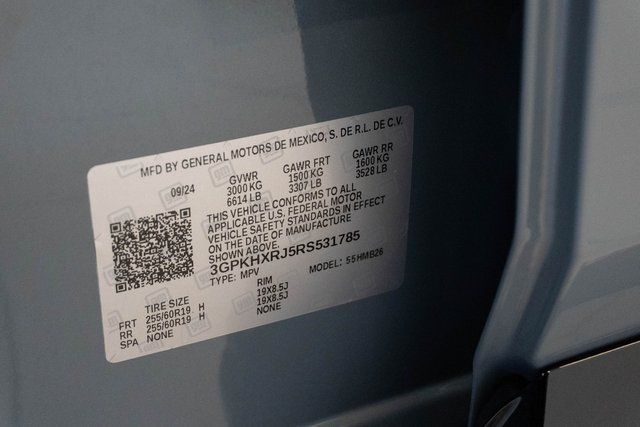 MFD BY GENERAL MOTORS DE MEXICO, S. DE R.L. DE C.V.
09/24 GVWR GAWR FRT GAWR RR
3000 KG 1500 KG 1600 KG
6614 LB 3307 LB 3528 LB
THIS VEHICLE CONFORMS TO ALL
APPLICABLE U.S. FEDERAL MOTOR
VEHICLE SAFETY STANDARDS IN EFFECT
ON THE DATE OF MANUFACTURE
SHOWN ABOVE.
3GPKHXRJ5RS531785
TYPE: MPV MODEL: 55HMB26
TIRE SIZE RIM
FRT 255/60R19 H 19X8.5J
RR 255/60R19 H 19X8.5J
SPA NONE NONE